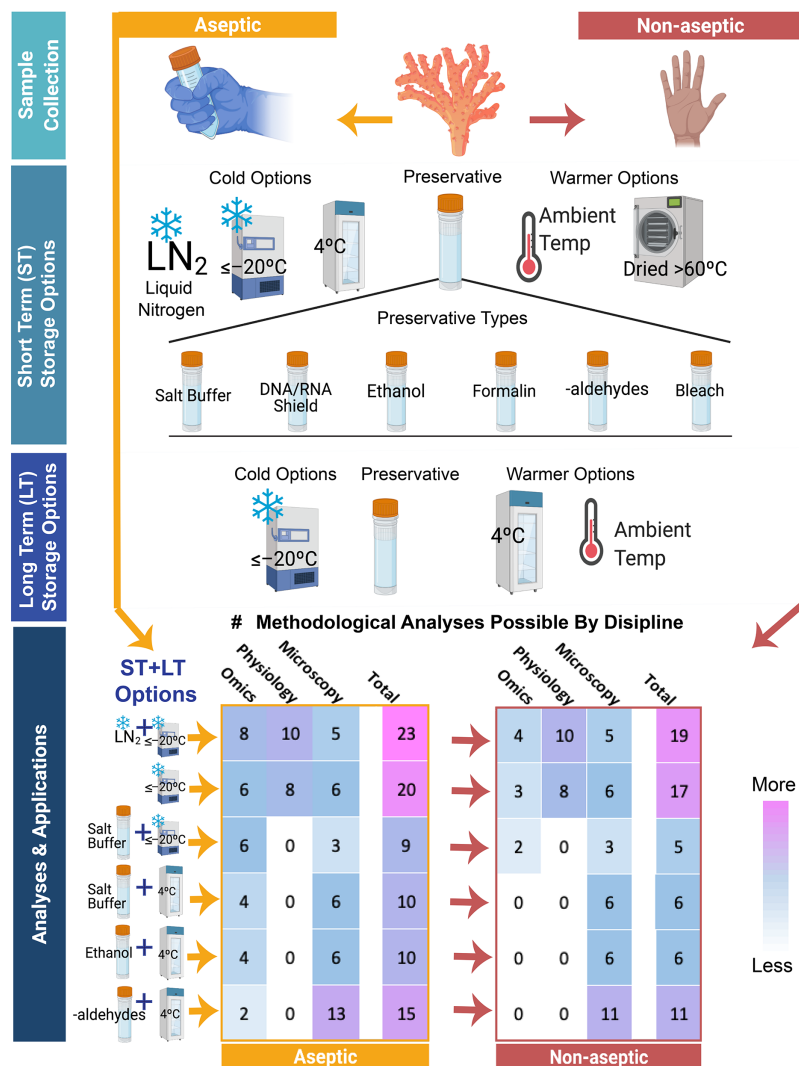 Aseptic
Non-aseptic
Sample
Collection
Cold Options
Preservative
Warmer Options
Short Term (ST)
Storage Options
LN2
Liquid
Nitrogen
≤−20ºC
4ºC
Ambient
Temp
Dried >60ºC
Preservative Types
Salt Buffer
DNA/RNA
Shield
Ethanol
Formalin
-aldehydes
Bleach
Long Term (LT)
Storage Options
Cold Options
Preservative
Warmer Options
≤−20ºC
4ºC
Ambient
Temp
# Methodological Analyses Possible By Disipline
Analyses & Applications
ST+LT
Options
Omics
Physiology
Microscopy
Total
Omics
Physiology
Microscopy
Total
LN2 + ≤−20ºC 8 10 5 23 4 10 5 19
≤−20ºC 6 8 6 20 3 8 6 17
Salt
Buffer + ≤−20ºC 6 0 3 9 2 0 3 5
Salt
Buffer + 4ºC 4 0 6 10 0 0 6 6
Ethanol + 4ºC 4 0 6 10 0 0 6 6
-aldehydes + 4ºC 2 0 13 15 0 0 11 11
More
Less
Aseptic
Non-aseptic